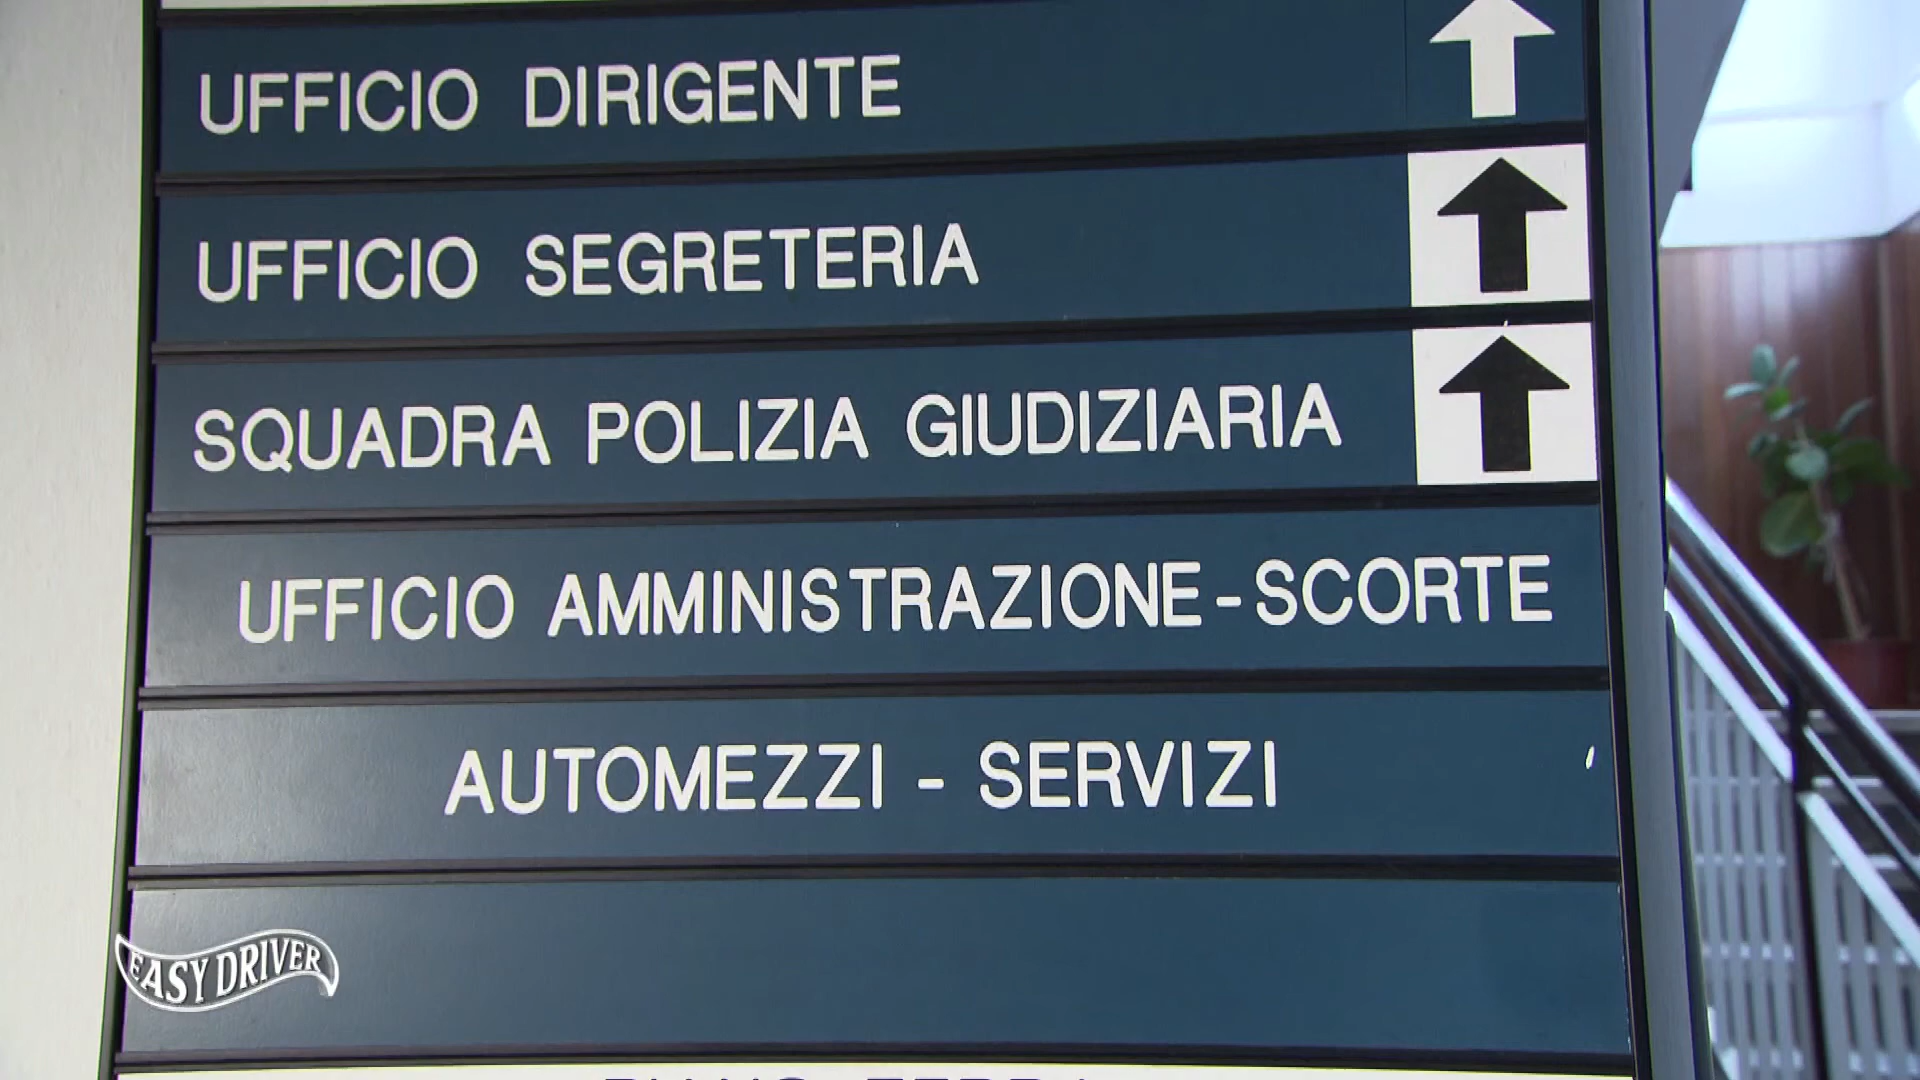 UFFICIO DIRIGENTE
UFFICIO SEGRETERIA
SQUADRA POLIZIA GIUDIZIARIA
UFFICIO AMMINISTRAZIONE-SCORTE
AUTOMEZZI - SERVIZI
EASY DRIVER